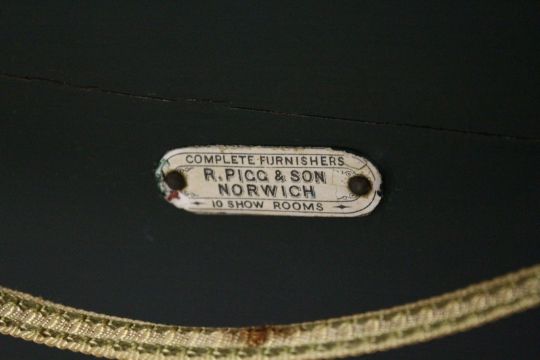 COMPLETE FURNISHERS
R. PIGG & SON
NORWICH
10 SHOW ROOMS